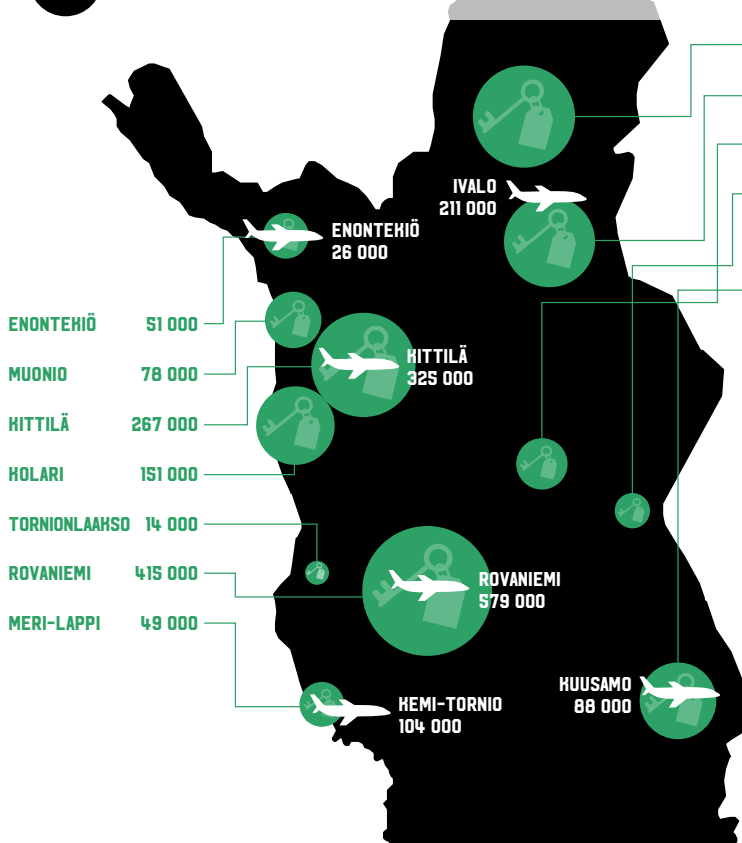 IVALO
211 000
ENONTEKIÖ
26 000
ENONTEKIÖ 51 000
MUONIO 78 000
KITTILÄ
325 000
KITTILÄ 267 000
KOLARI 151 000
TORNIONLAAKSO 14 000
ROVANIEMI 415 000
ROVANIEMI
579 000
MERI-LAPPI 49 000
KUUSAMO
88 000
KEMI-TORNIO
104 000